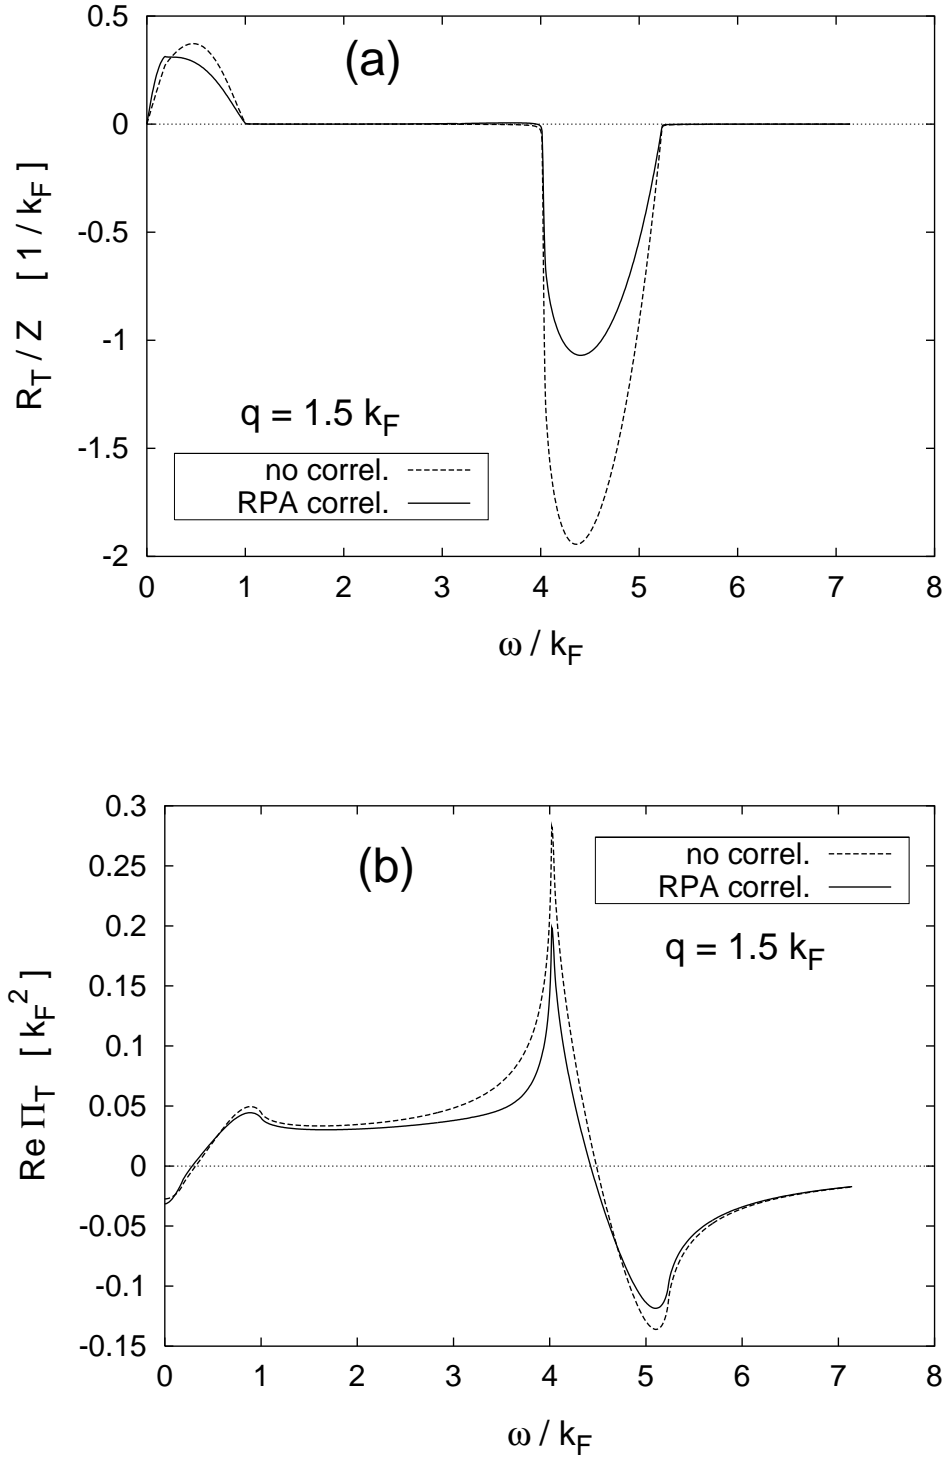 0.5
(a)
0
-0.5
-1
-1.5
-2
R_T / Z [ 1 / k_F ]
q = 1.5 k_F
no correl.
RPA correl.
0 1 2 3 4 5 6 7 8
ω / k_F
0.3
0.25
0.2
0.15
0.1
0.05
0
-0.05
-0.1
-0.15
Re Π_T [ k_F^2 ]
(b)
no correl.
RPA correl.
q = 1.5 k_F
0 1 2 3 4 5 6 7 8
ω / k_F